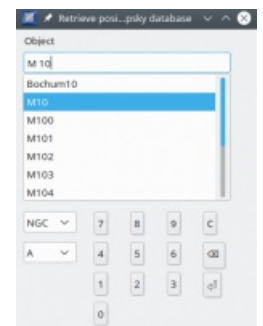 Retrieve posi...psky database
Object
M 10
Bochum10
M10
M100
M101
M102
M103
M104
NGC 7 8 9 C
A 4 5 6
1 2 3
0